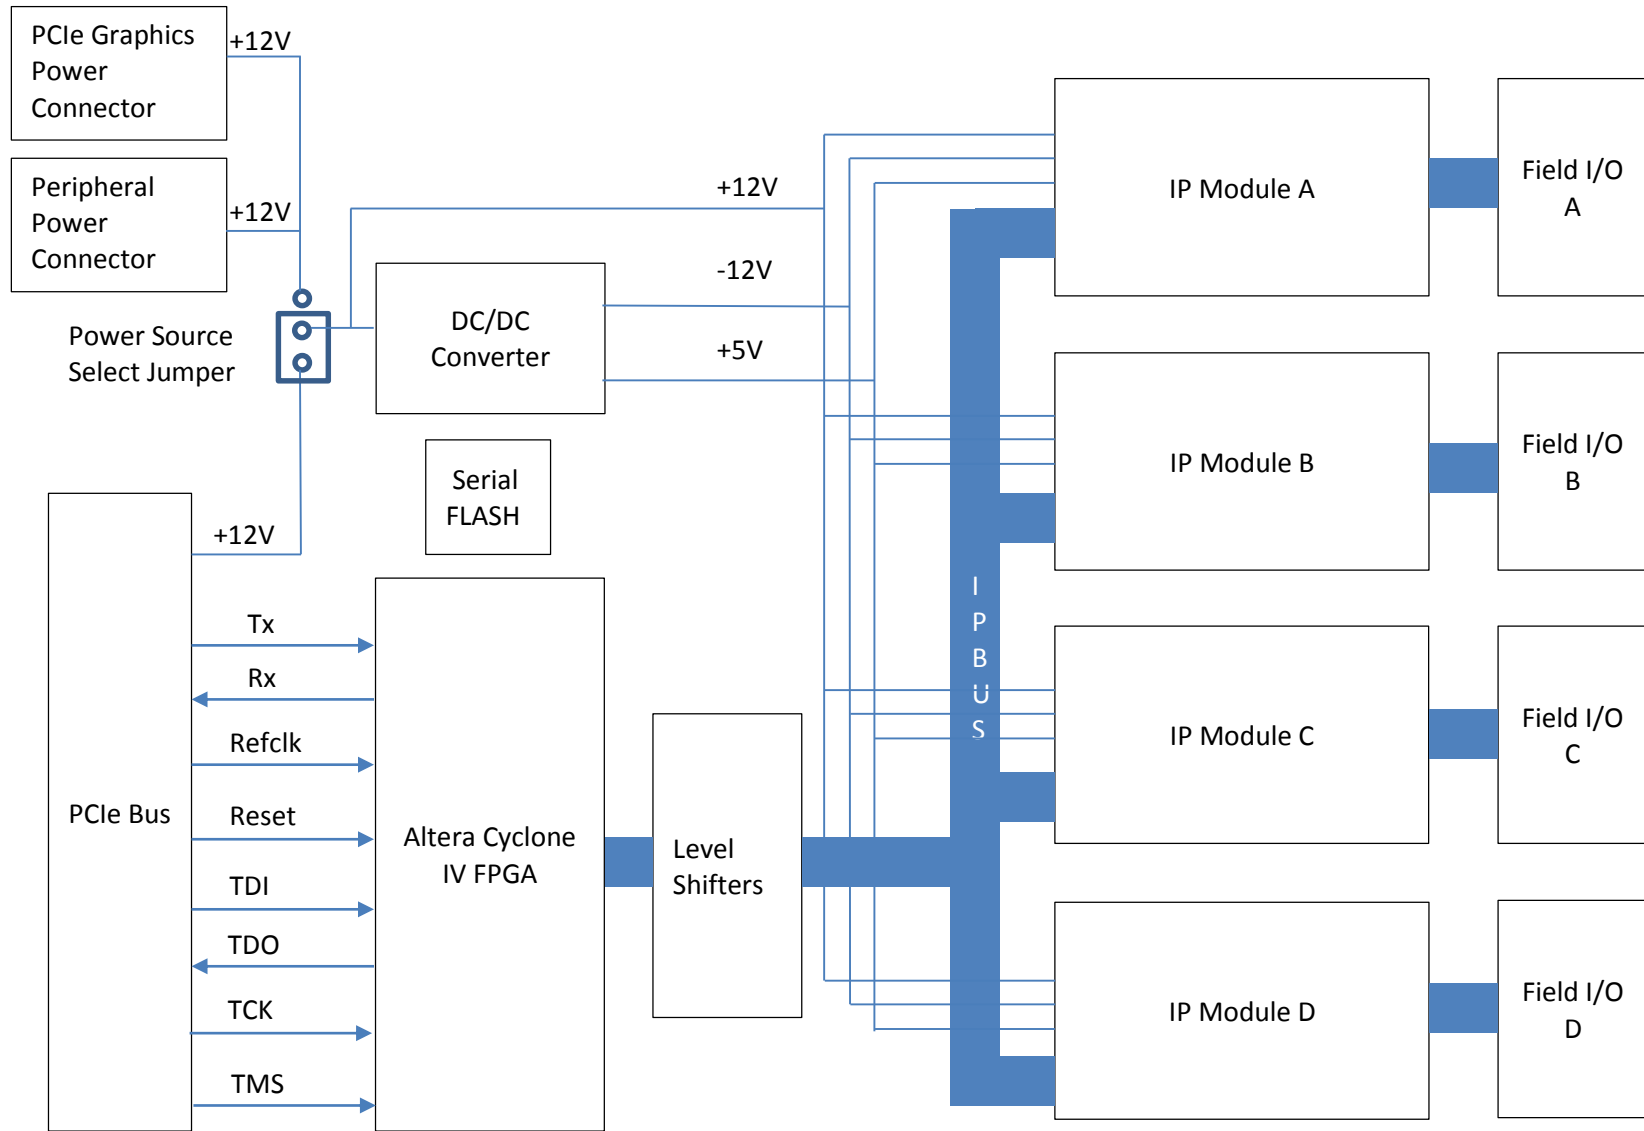 PCIe Graphics
Power
Connector
+12V
Peripheral
Power
Connector
+12V
Power Source
Select Jumper
DC/DC
Converter
+12V
-12V
+5V
Serial
FLASH
PCIe Bus
+12V
Tx
Rx
Refclk
Reset
TDI
TDO
TCK
TMS
Altera Cyclone
IV FPGA
Level
Shifters
I
P
B
U
S
IP Module A
Field I/O
A
IP Module B
Field I/O
B
IP Module C
Field I/O
C
IP Module D
Field I/O
D